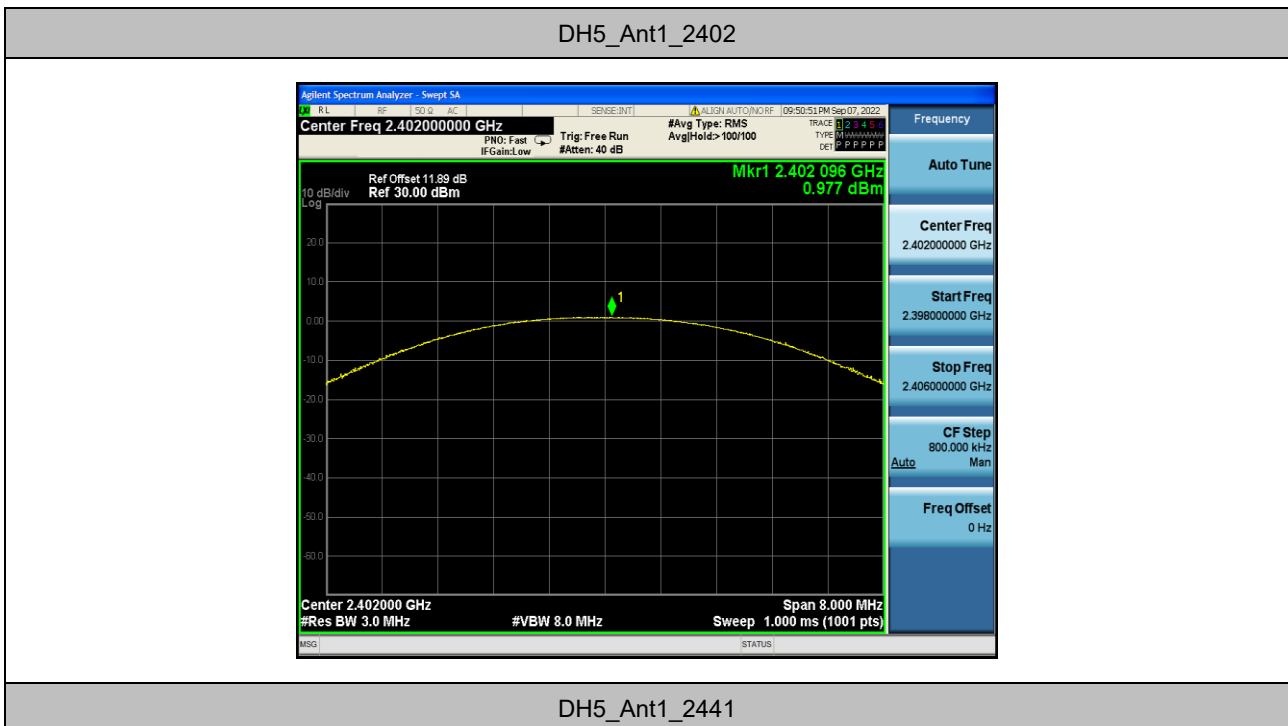 DH5_Ant1_2402
Agilent Spectrum Analyzer - Swept SA
RL RF 50 Ω AC SENSE:INT ALIGN AUTO/NO RF 09:50:51 PM Sep 07, 2022
Center Freq 2.402000000 GHz
PNO: Fast
IFGain:Low
Trig: Free Run
#Atten: 40 dB
#Avg Type: RMS
Avg|Hold:>100/100
TRACE 1 2 3 4 5 6
TYPE M
DET P P P P P P
Frequency
Mkr1 2.402 096 GHz
0.977 dBm
Ref Offset 11.89 dB
10 dB/div Ref 30.00 dBm
Log
20.0
10.0
0.00
-10.0
-20.0
-30.0
-40.0
-50.0
-60.0
1
Center 2.402000 GHz Span 8.000 MHz
#Res BW 3.0 MHz #VBW 8.0 MHz Sweep 1.000 ms (1001 pts)
MSG STATUS
Auto Tune
Center Freq
2.402000000 GHz
Start Freq
2.398000000 GHz
Stop Freq
2.406000000 GHz
CF Step
800.000 kHz
Auto Man
Freq Offset
0 Hz
DH5_Ant1_2441